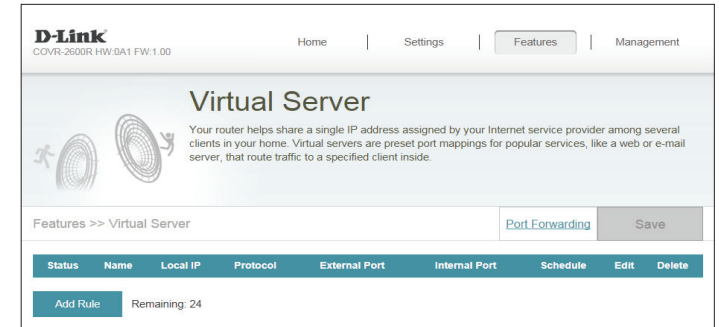 D-Link
COVR-2600R HW:0A1 FW:1.00
Home | Settings | Features | Management
Virtual Server
Your router helps share a single IP address assigned by your Internet service provider among several
clients in your home. Virtual servers are preset port mappings for popular services, like a web or e-mail
server, that route traffic to a specified client inside.
Features >> Virtual Server Port Forwarding Save
Status Name Local IP Protocol External Port Internal Port Schedule Edit Delete
Add Rule Remaining: 24